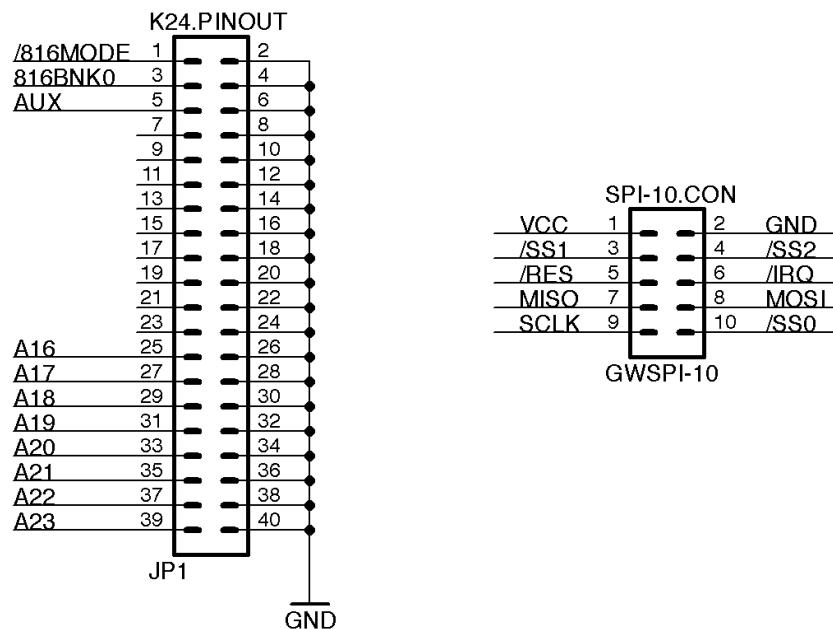 K24.PINOUT
/816MODE 1 2
816BNK0 3 4
AUX 5 6
7 8
9 10
11 12
13 14
15 16
17 18
19 20
21 22
23 24
A16 25 26
A17 27 28
A18 29 30
A19 31 32
A20 33 34
A21 35 36
A22 37 38
A23 39 40
JP1
GND
SPI-10.CON
VCC 1 2 GND
/SS1 3 4 /SS2
/RES 5 6 /IRQ
MISO 7 8 MOSI
SCLK 9 10 /SS0
GWSPI-10